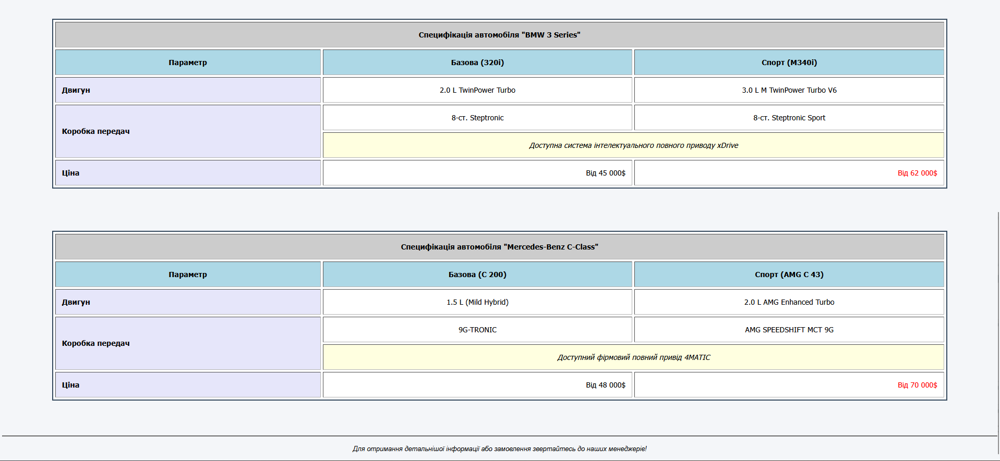 Специфікація автомобіля "BMW 3 Series"
Параметр Базова (320i) Спорт (M340i)
Двигун 2.0 L TwinPower Turbo 3.0 L M TwinPower Turbo V6
8-ст. Steptronic 8-ст. Steptronic Sport
Коробка передач
Доступна система інтелектуального повного приводу xDrive
Ціна Від 45 000$ Від 62 000$
Специфікація автомобіля "Mercedes-Benz C-Class"
Параметр Базова (C 200) Спорт (AMG C 43)
Двигун 1.5 L (Mild Hybrid) 2.0 L AMG Enhanced Turbo
9G-TRONIC AMG SPEEDSHIFT MCT 9G
Коробка передач
Доступний фірмовий повний привід 4MATIC
Ціна Від 48 000$ Від 70 000$
Для отримання детальнішої інформації або замовлення звертайтесь до наших менеджерів!